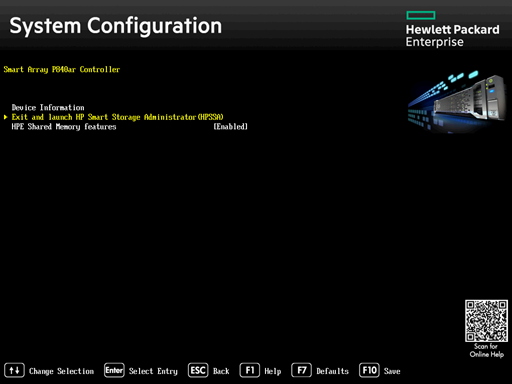 System Configuration
Hewlett Packard
Enterprise
Smart Array P840ar Controller
Device Information
Exit and launch HP Smart Storage Administrator(HPSSA)
HPE Shared Memory features [Enabled]
Scan for
Online Help
↑↓ Change Selection Enter Select Entry ESC Back F1 Help F7 Defaults F10 Save